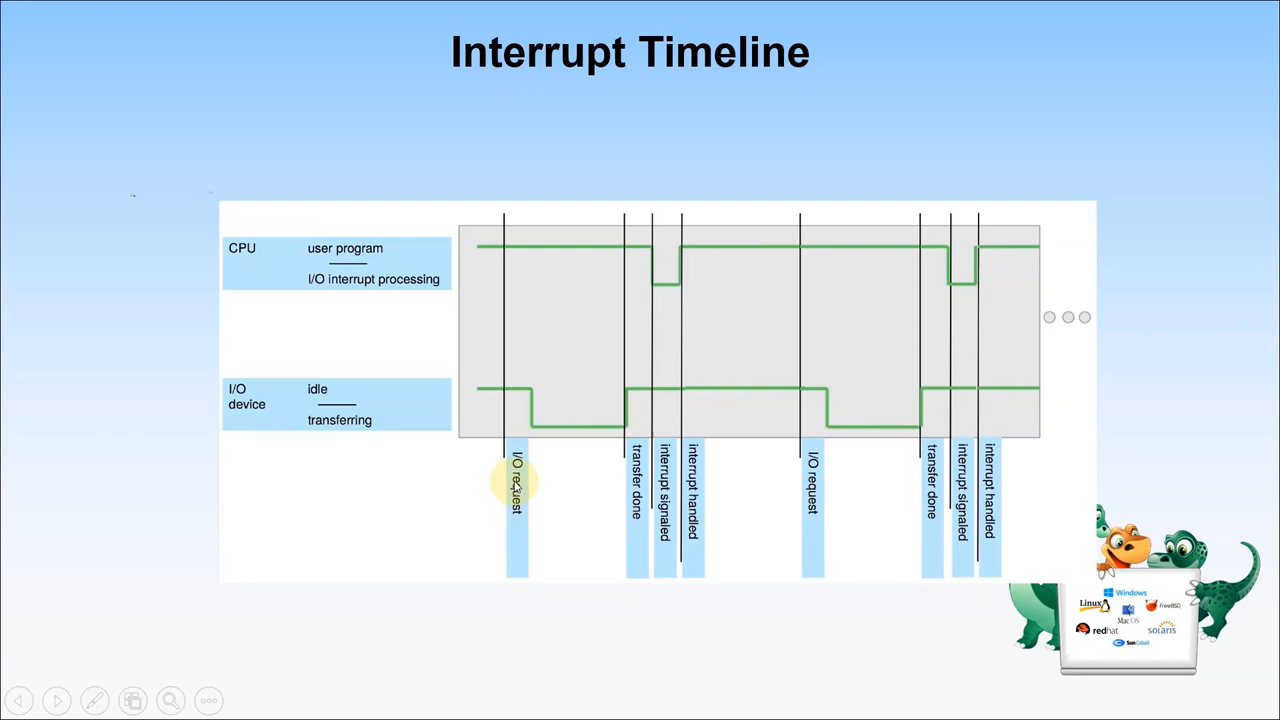 Interrupt Timeline
CPU
user program
I/O interrupt processing
I/O
device
idle
transferring
I/O request
transfer done
interrupt signaled
interrupt handled
I/O request
transfer done
interrupt signaled
interrupt handled
Windows
Linux
FreeBSD
Mac OS
redhat
solaris
Sun Cobalt